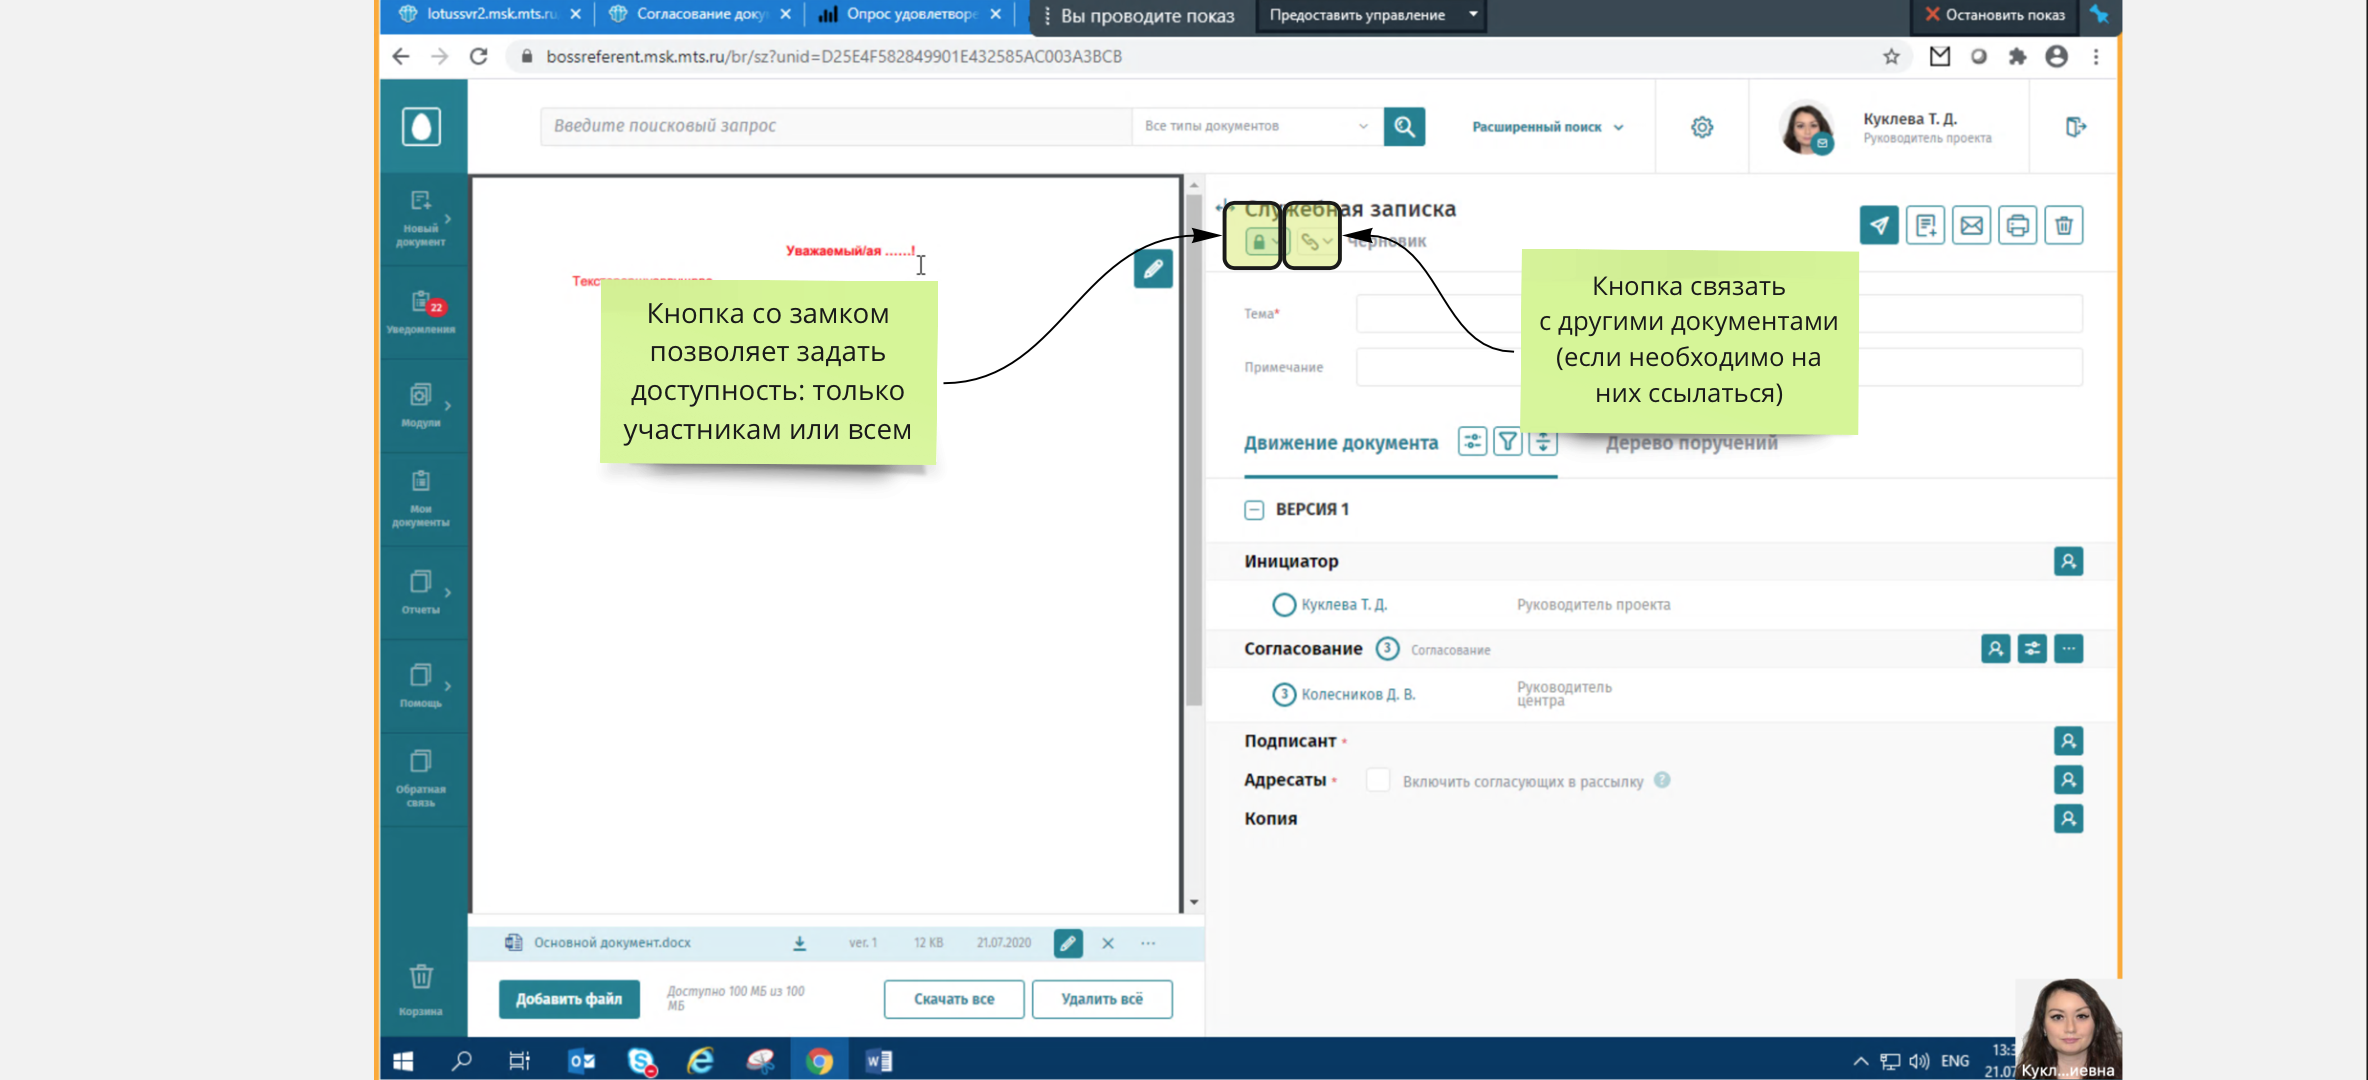 lotussvr2.msk.mts.ru
Согласование доку
Опрос удовлетворе
Вы проводите показ
Предоставить управление
Остановить показ
bossreferent.msk.mts.ru/br/sz?unid=D25E4F582849901E432585AC003A3BCB
Введите поисковый запрос
Все типы документов
Расширенный поиск
Куклева Т. Д.
Руководитель проекта
Новый
документ
22
Уведомления
Модули
Мои
документы
Отчеты
Помощь
Обратная
связь
Корзина
Уважаемый/ая ......!
Кнопка со замком
позволяет задать
доступность: только
участникам или всем
Служебная записка
Черновик
Кнопка связать
с другими документами
(если необходимо на
них ссылаться)
Тема*
Примечание
Движение документа
Дерево поручений
ВЕРСИЯ 1
Инициатор
Куклева Т. Д.
Руководитель проекта
Согласование 3 Согласование
3 Колесников Д. В.
Руководитель
центра
Подписант *
Адресаты *
Включить согласующих в рассылку ?
Копия
Основной документ.docx
ver. 1
12 KB
21.07.2020
Добавить файл
Доступно 100 МБ из 100
МБ
Скачать все
Удалить всё
ENG
13:3
21.07
Кукл...иевна